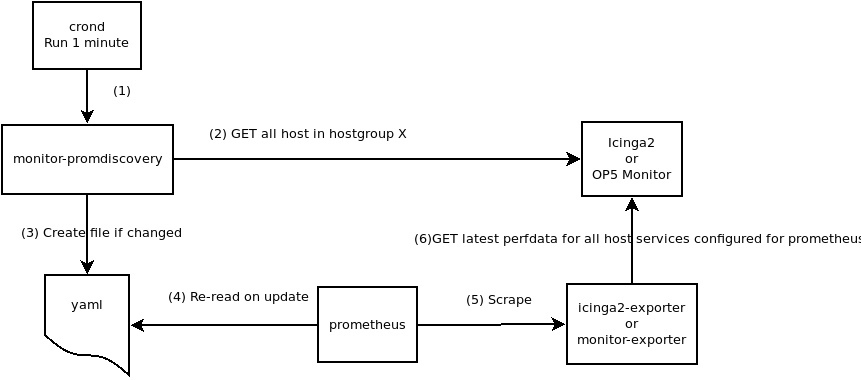 crond
Run 1 minute
(1)
(2) GET all host in hostgroup X
monitor-promdiscovery
Icinga2
or
OP5 Monitor
(3) Create file if changed
(6)GET latest perfdata for all host services configured for prometheus
yaml
(4) Re-read on update
prometheus
(5) Scrape
icinga2-exporter
or
monitor-exporter